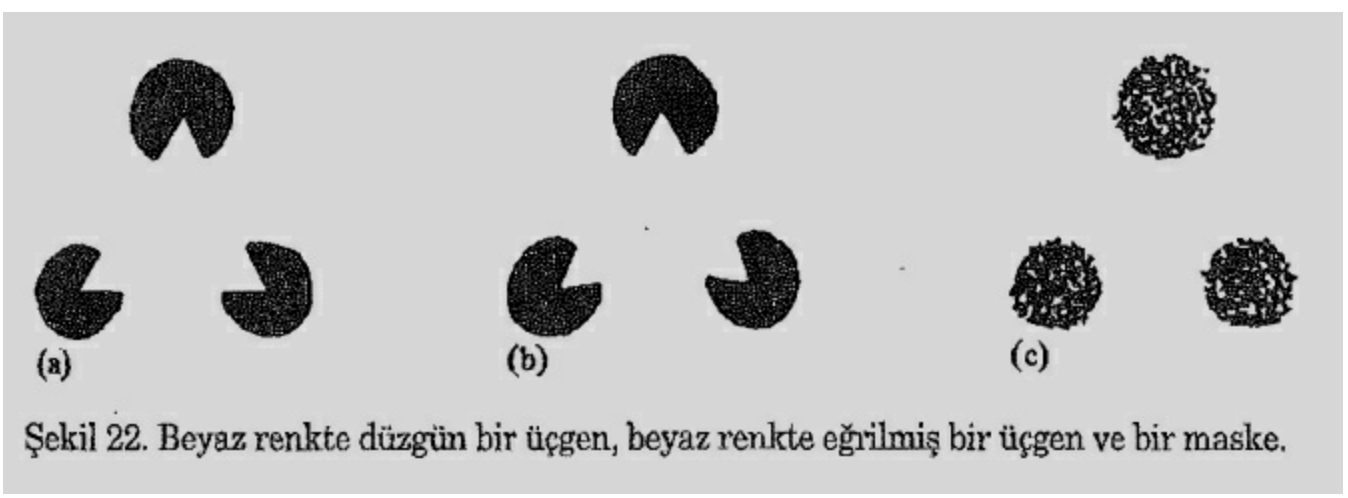 (a) (b) (c)
Şekil 22. Beyaz renkte düzgün bir üçgen, beyaz renkte eğrilmiş bir üçgen ve bir maske.